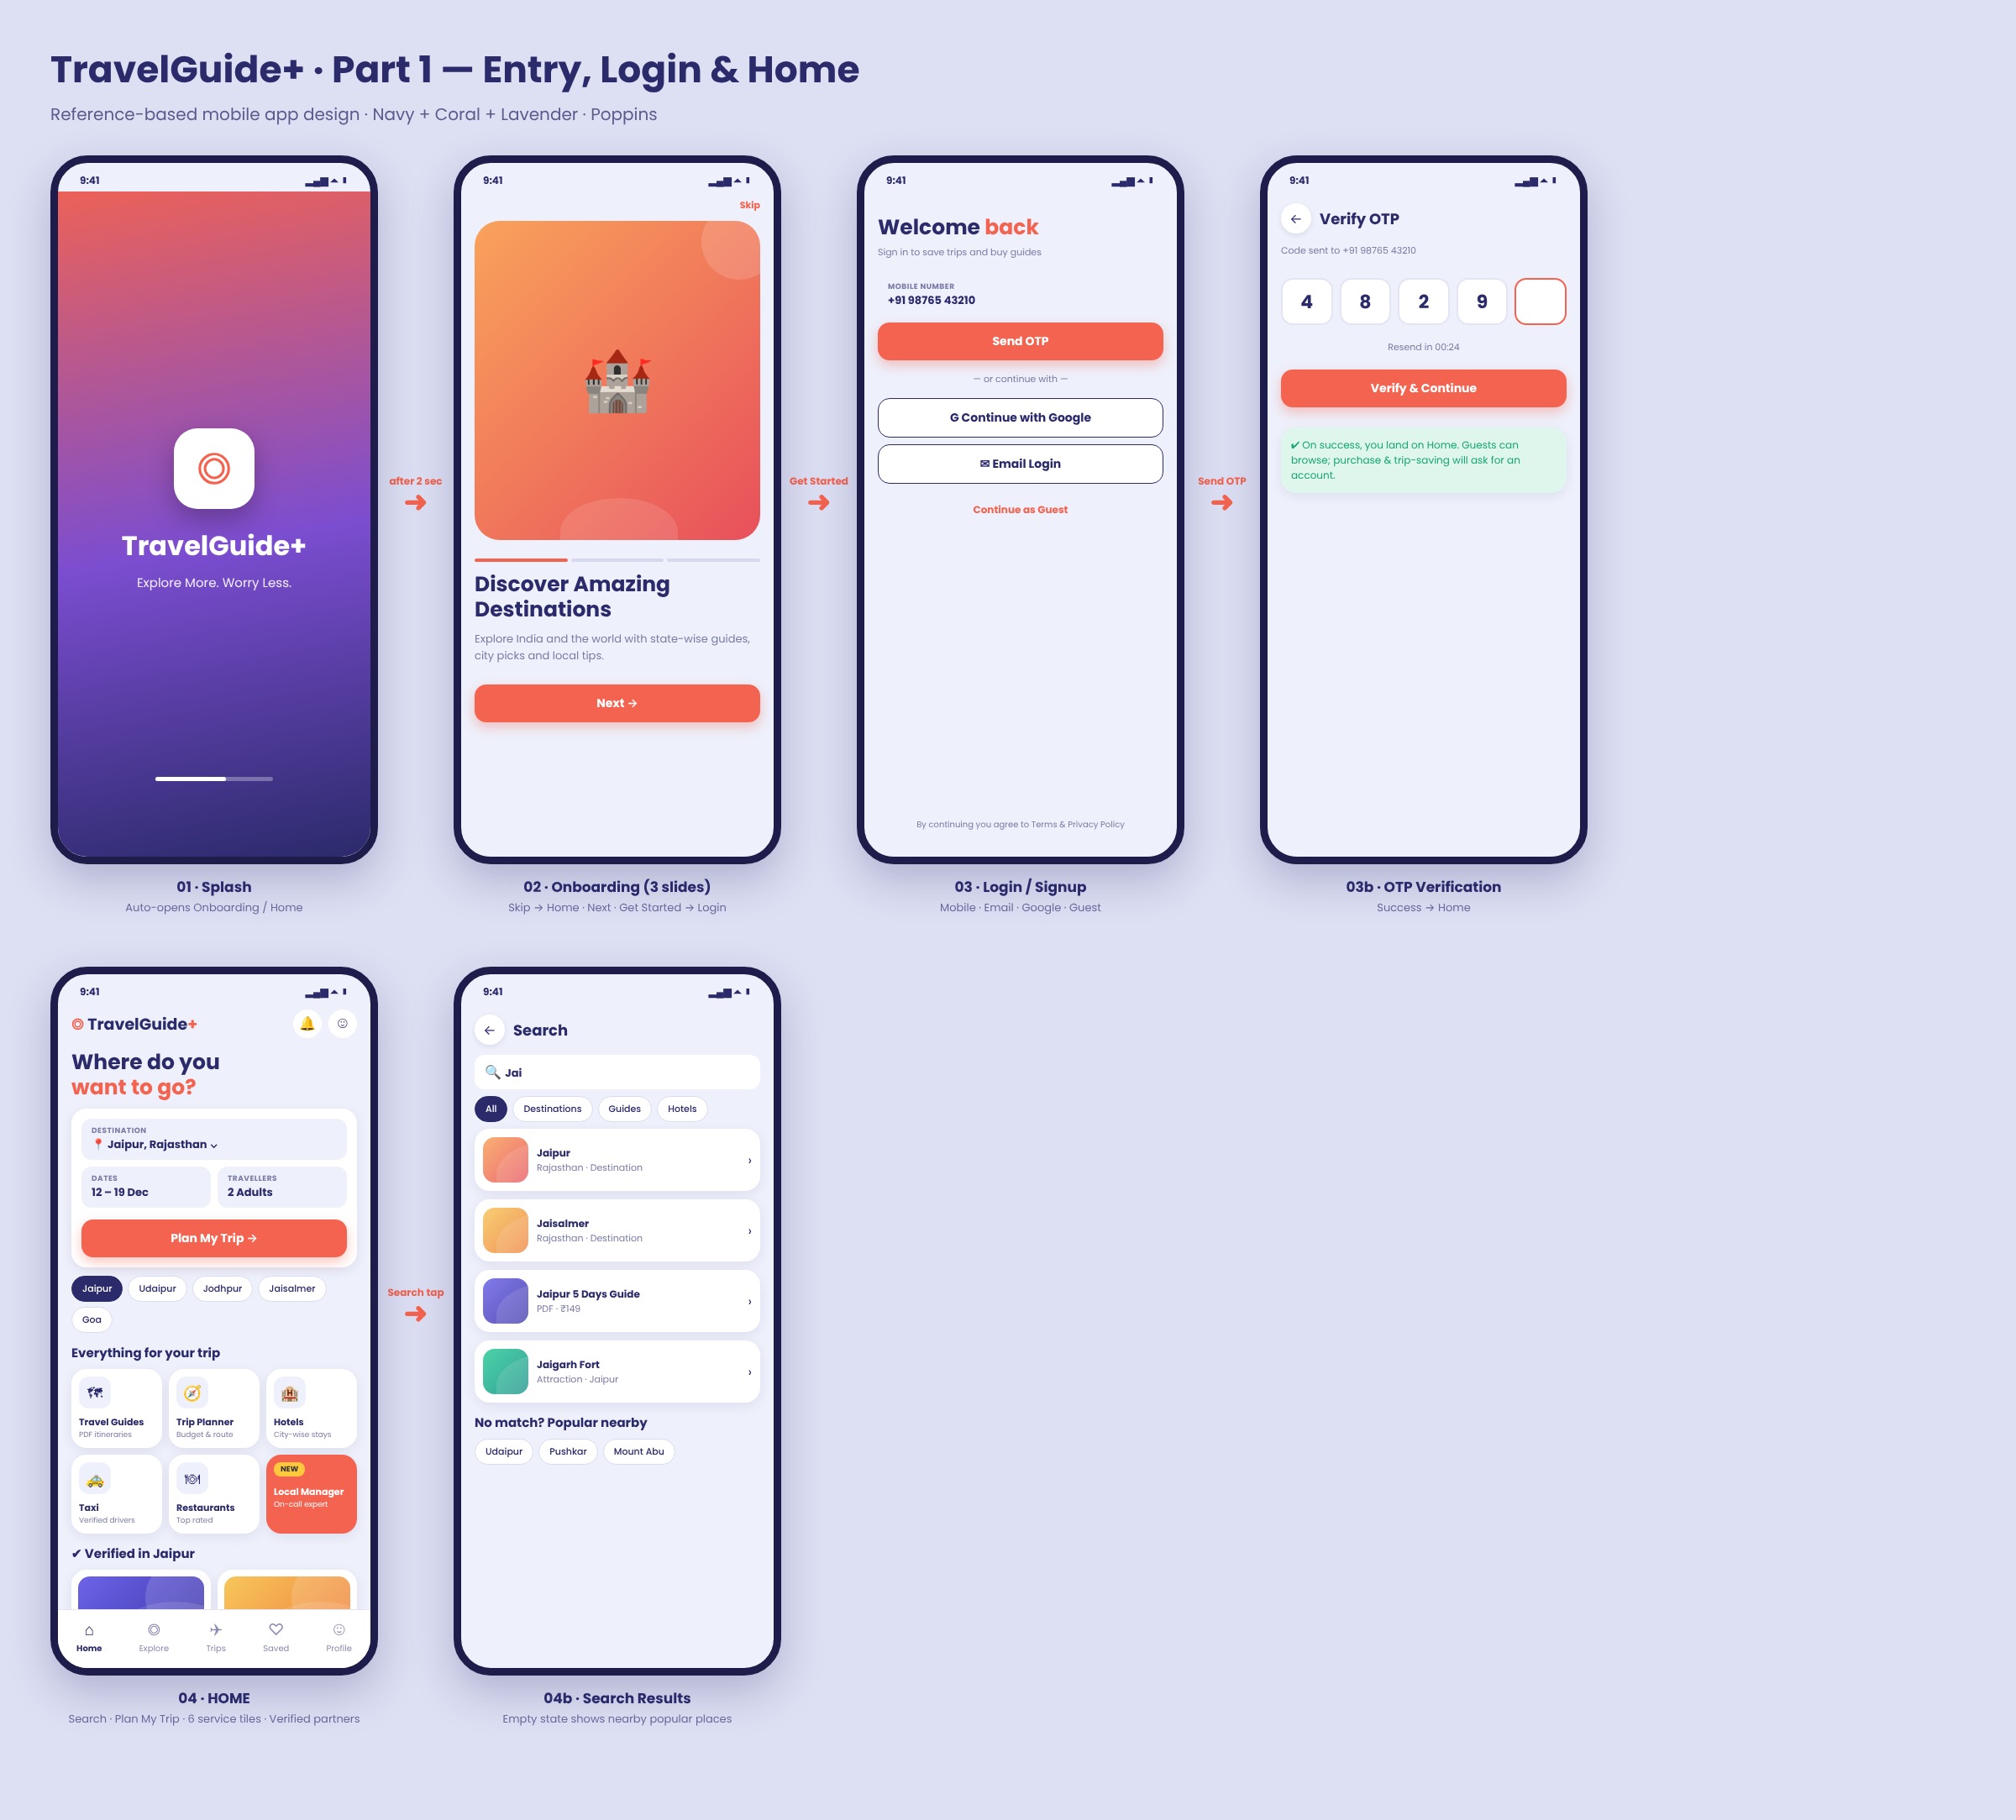 TravelGuide+ · Part 1 — Entry, Login & Home
Reference-based mobile app design · Navy + Coral + Lavender · Poppins
9:41
TravelGuide+
Explore More. Worry Less.
01 · Splash
Auto-opens Onboarding / Home
after 2 sec
➜
9:41
Skip
Discover Amazing
Destinations
Explore India and the world with state-wise guides,
city picks and local tips.
Next →
02 · Onboarding (3 slides)
Skip → Home · Next · Get Started → Login
Get Started
➜
9:41
Welcome back
Sign in to save trips and buy guides
MOBILE NUMBER
+91 98765 43210
Send OTP
— or continue with —
G Continue with Google
✉ Email Login
Continue as Guest
By continuing you agree to Terms & Privacy Policy
03 · Login / Signup
Mobile · Email · Google · Guest
Send OTP
➜
9:41
← Verify OTP
Code sent to +91 98765 43210
4 8 2 9
Resend in 00:24
Verify & Continue
✔ On success, you land on Home. Guests can
browse; purchase & trip-saving will ask for an
account.
03b · OTP Verification
Success → Home
9:41
TravelGuide+
Where do you
want to go?
DESTINATION
📍 Jaipur, Rajasthan ⌄
DATES
12 – 19 Dec
TRAVELLERS
2 Adults
Plan My Trip →
Jaipur Udaipur Jodhpur Jaisalmer
Goa
Everything for your trip
Travel Guides
PDF itineraries
Trip Planner
Budget & route
Hotels
City-wise stays
Taxi
Verified drivers
Restaurants
Top rated
NEW
Local Manager
On-call expert
✔ Verified in Jaipur
Home Explore Trips Saved Profile
04 · HOME
Search · Plan My Trip · 6 service tiles · Verified partners
Search tap
➜
9:41
← Search
🔍 Jai
All Destinations Guides Hotels
Jaipur
Rajasthan · Destination
›
Jaisalmer
Rajasthan · Destination
›
Jaipur 5 Days Guide
PDF · ₹149
›
Jaigarh Fort
Attraction · Jaipur
›
No match? Popular nearby
Udaipur Pushkar Mount Abu
04b · Search Results
Empty state shows nearby popular places